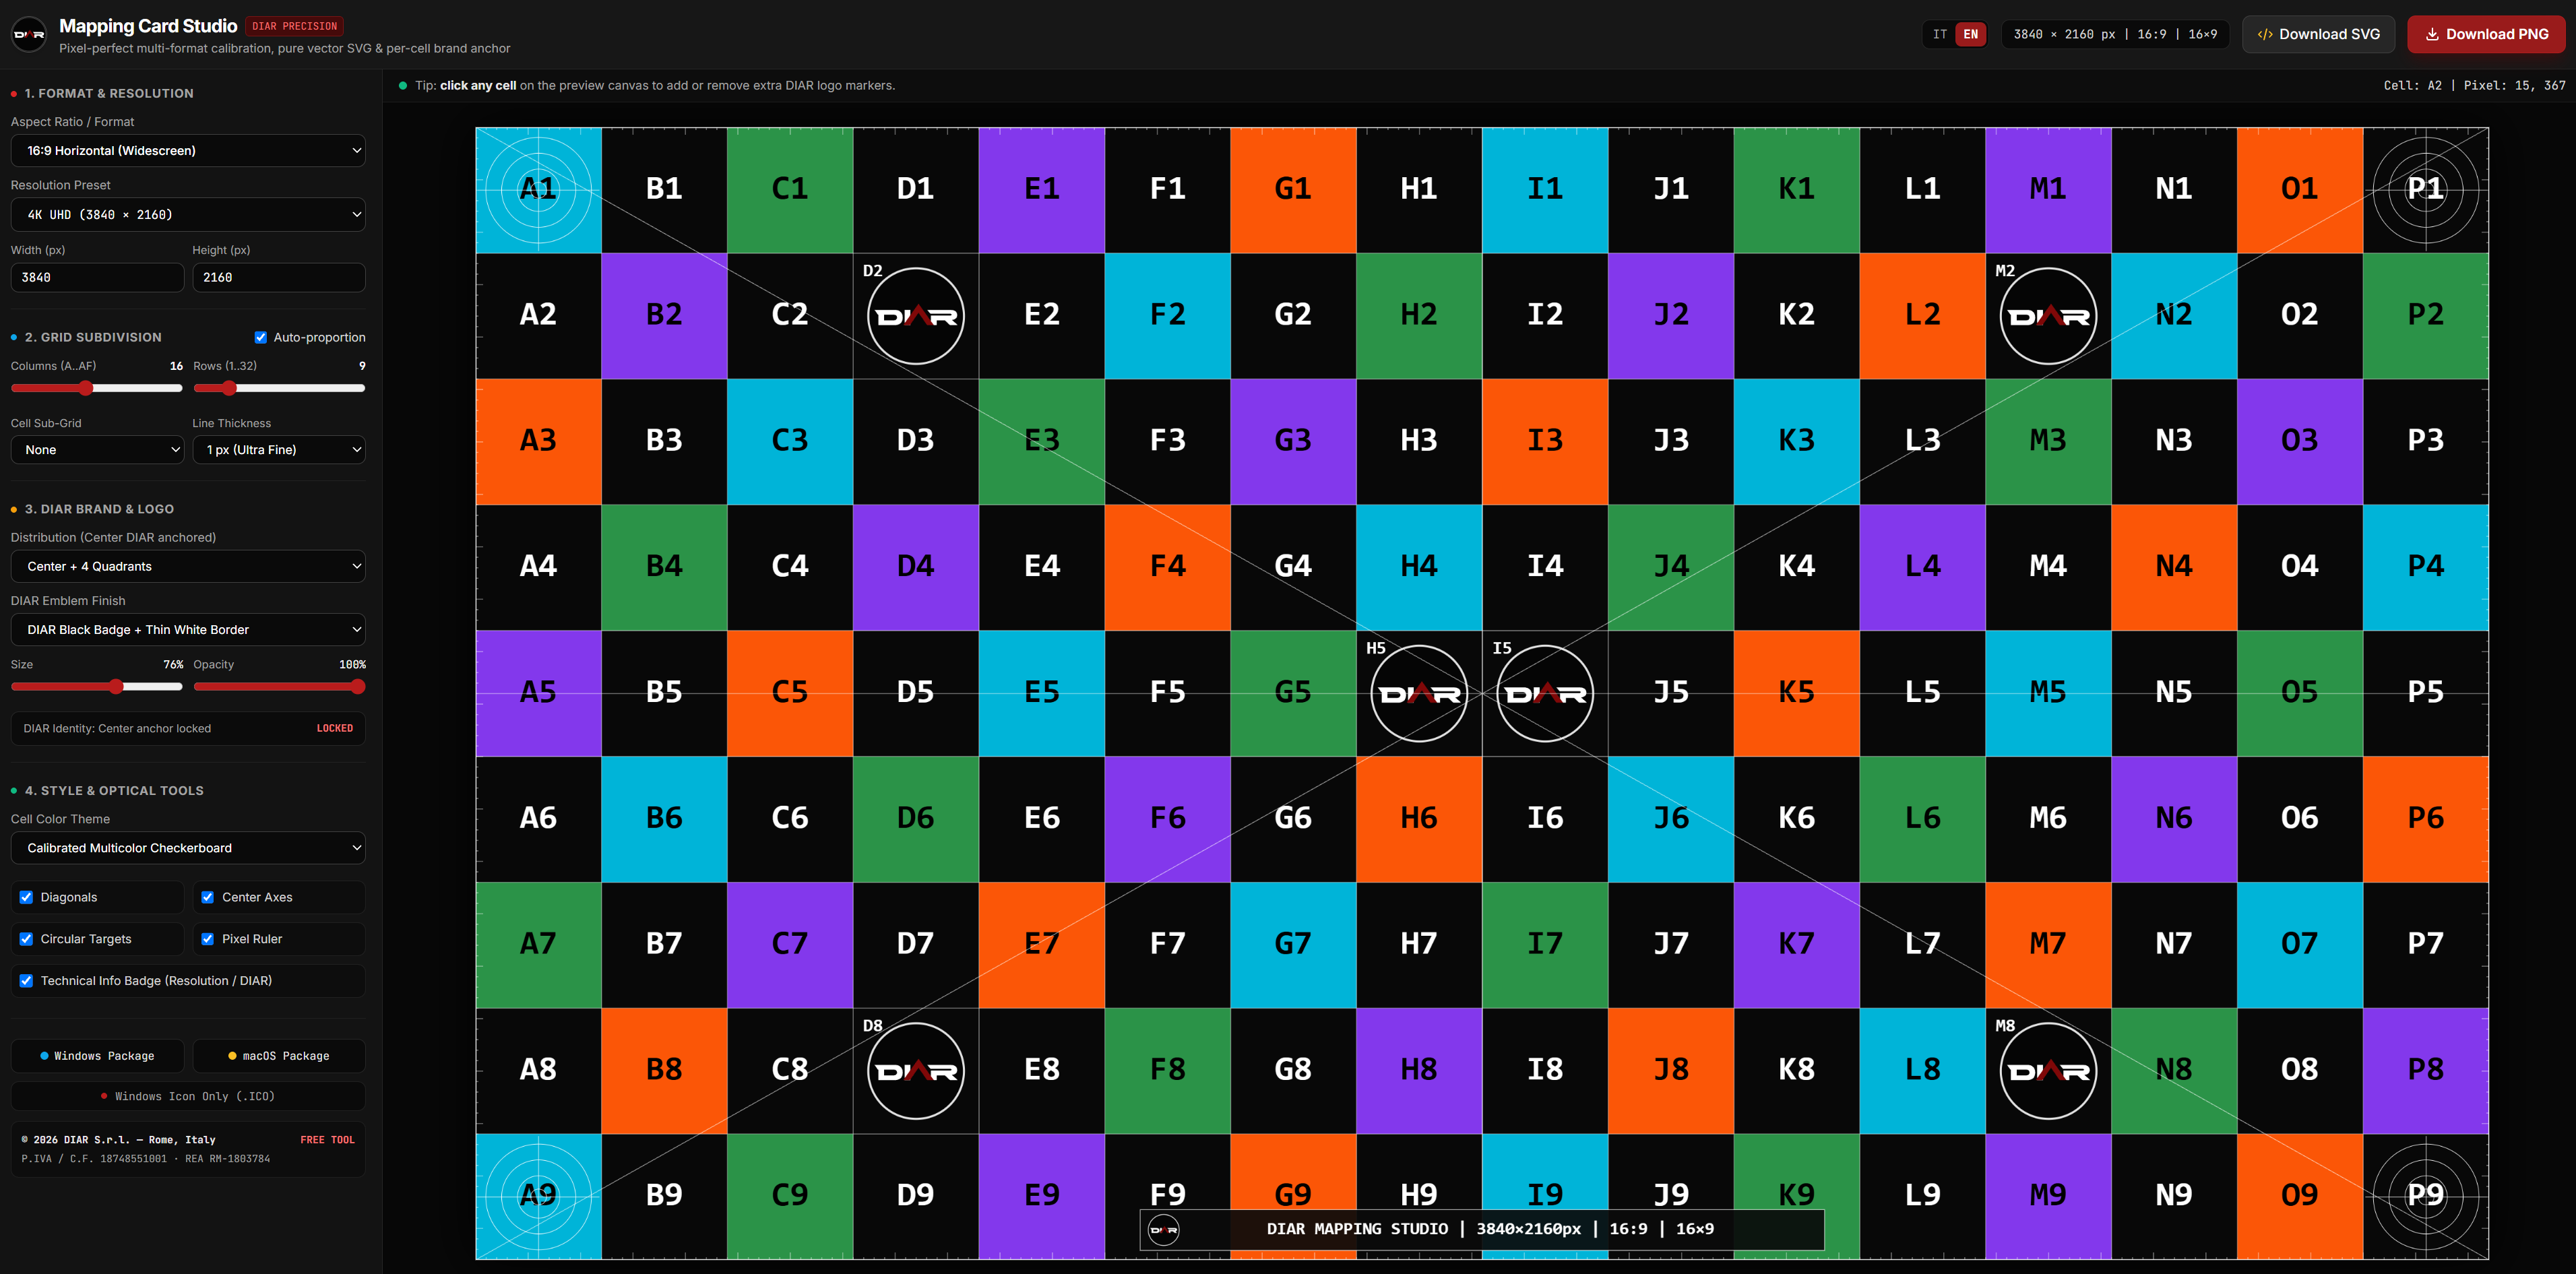 DIAR
Mapping Card Studio DIAR PRECISION
Pixel-perfect multi-format calibration, pure vector SVG & per-cell brand anchor
IT EN
3840 × 2160 px | 16:9 | 16×9
</> Download SVG
Download PNG
Tip: click any cell on the preview canvas to add or remove extra DIAR logo markers.
Cell: A2 | Pixel: 15, 367
1. FORMAT & RESOLUTION
Aspect Ratio / Format
16:9 Horizontal (Widescreen)
Resolution Preset
4K UHD (3840 × 2160)
Width (px) Height (px)
3840 2160
2. GRID SUBDIVISION Auto-proportion
Columns (A..AF) 16 Rows (1..32) 9
Cell Sub-Grid Line Thickness
None 1 px (Ultra Fine)
3. DIAR BRAND & LOGO
Distribution (Center DIAR anchored)
Center + 4 Quadrants
DIAR Emblem Finish
DIAR Black Badge + Thin White Border
Size 76% Opacity 100%
DIAR Identity: Center anchor locked LOCKED
4. STYLE & OPTICAL TOOLS
Cell Color Theme
Calibrated Multicolor Checkerboard
Diagonals Center Axes
Circular Targets Pixel Ruler
Technical Info Badge (Resolution / DIAR)
Windows Package macOS Package
Windows Icon Only (.ICO)
© 2026 DIAR S.r.l. — Rome, Italy FREE TOOL
P.IVA / C.F. 18748551001 · REA RM-1803784
A1 B1 C1 D1 E1 F1 G1 H1 I1 J1 K1 L1 M1 N1 O1 P1
A2 B2 C2 D2 DIAR E2 F2 G2 H2 I2 J2 K2 L2 M2 DIAR N2 O2 P2
A3 B3 C3 D3 E3 F3 G3 H3 I3 J3 K3 L3 M3 N3 O3 P3
A4 B4 C4 D4 E4 F4 G4 H4 I4 J4 K4 L4 M4 N4 O4 P4
A5 B5 C5 D5 E5 F5 G5 H5 DIAR I5 DIAR J5 K5 L5 M5 N5 O5 P5
A6 B6 C6 D6 E6 F6 G6 H6 I6 J6 K6 L6 M6 N6 O6 P6
A7 B7 C7 D7 E7 F7 G7 H7 I7 J7 K7 L7 M7 N7 O7 P7
A8 B8 C8 D8 DIAR E8 F8 G8 H8 I8 J8 K8 L8 M8 DIAR N8 O8 P8
A9 B9 C9 D9 E9 F9 G9 H9 I9 J9 K9 L9 M9 N9 O9 P9
DIAR DIAR MAPPING STUDIO | 3840×2160px | 16:9 | 16×9